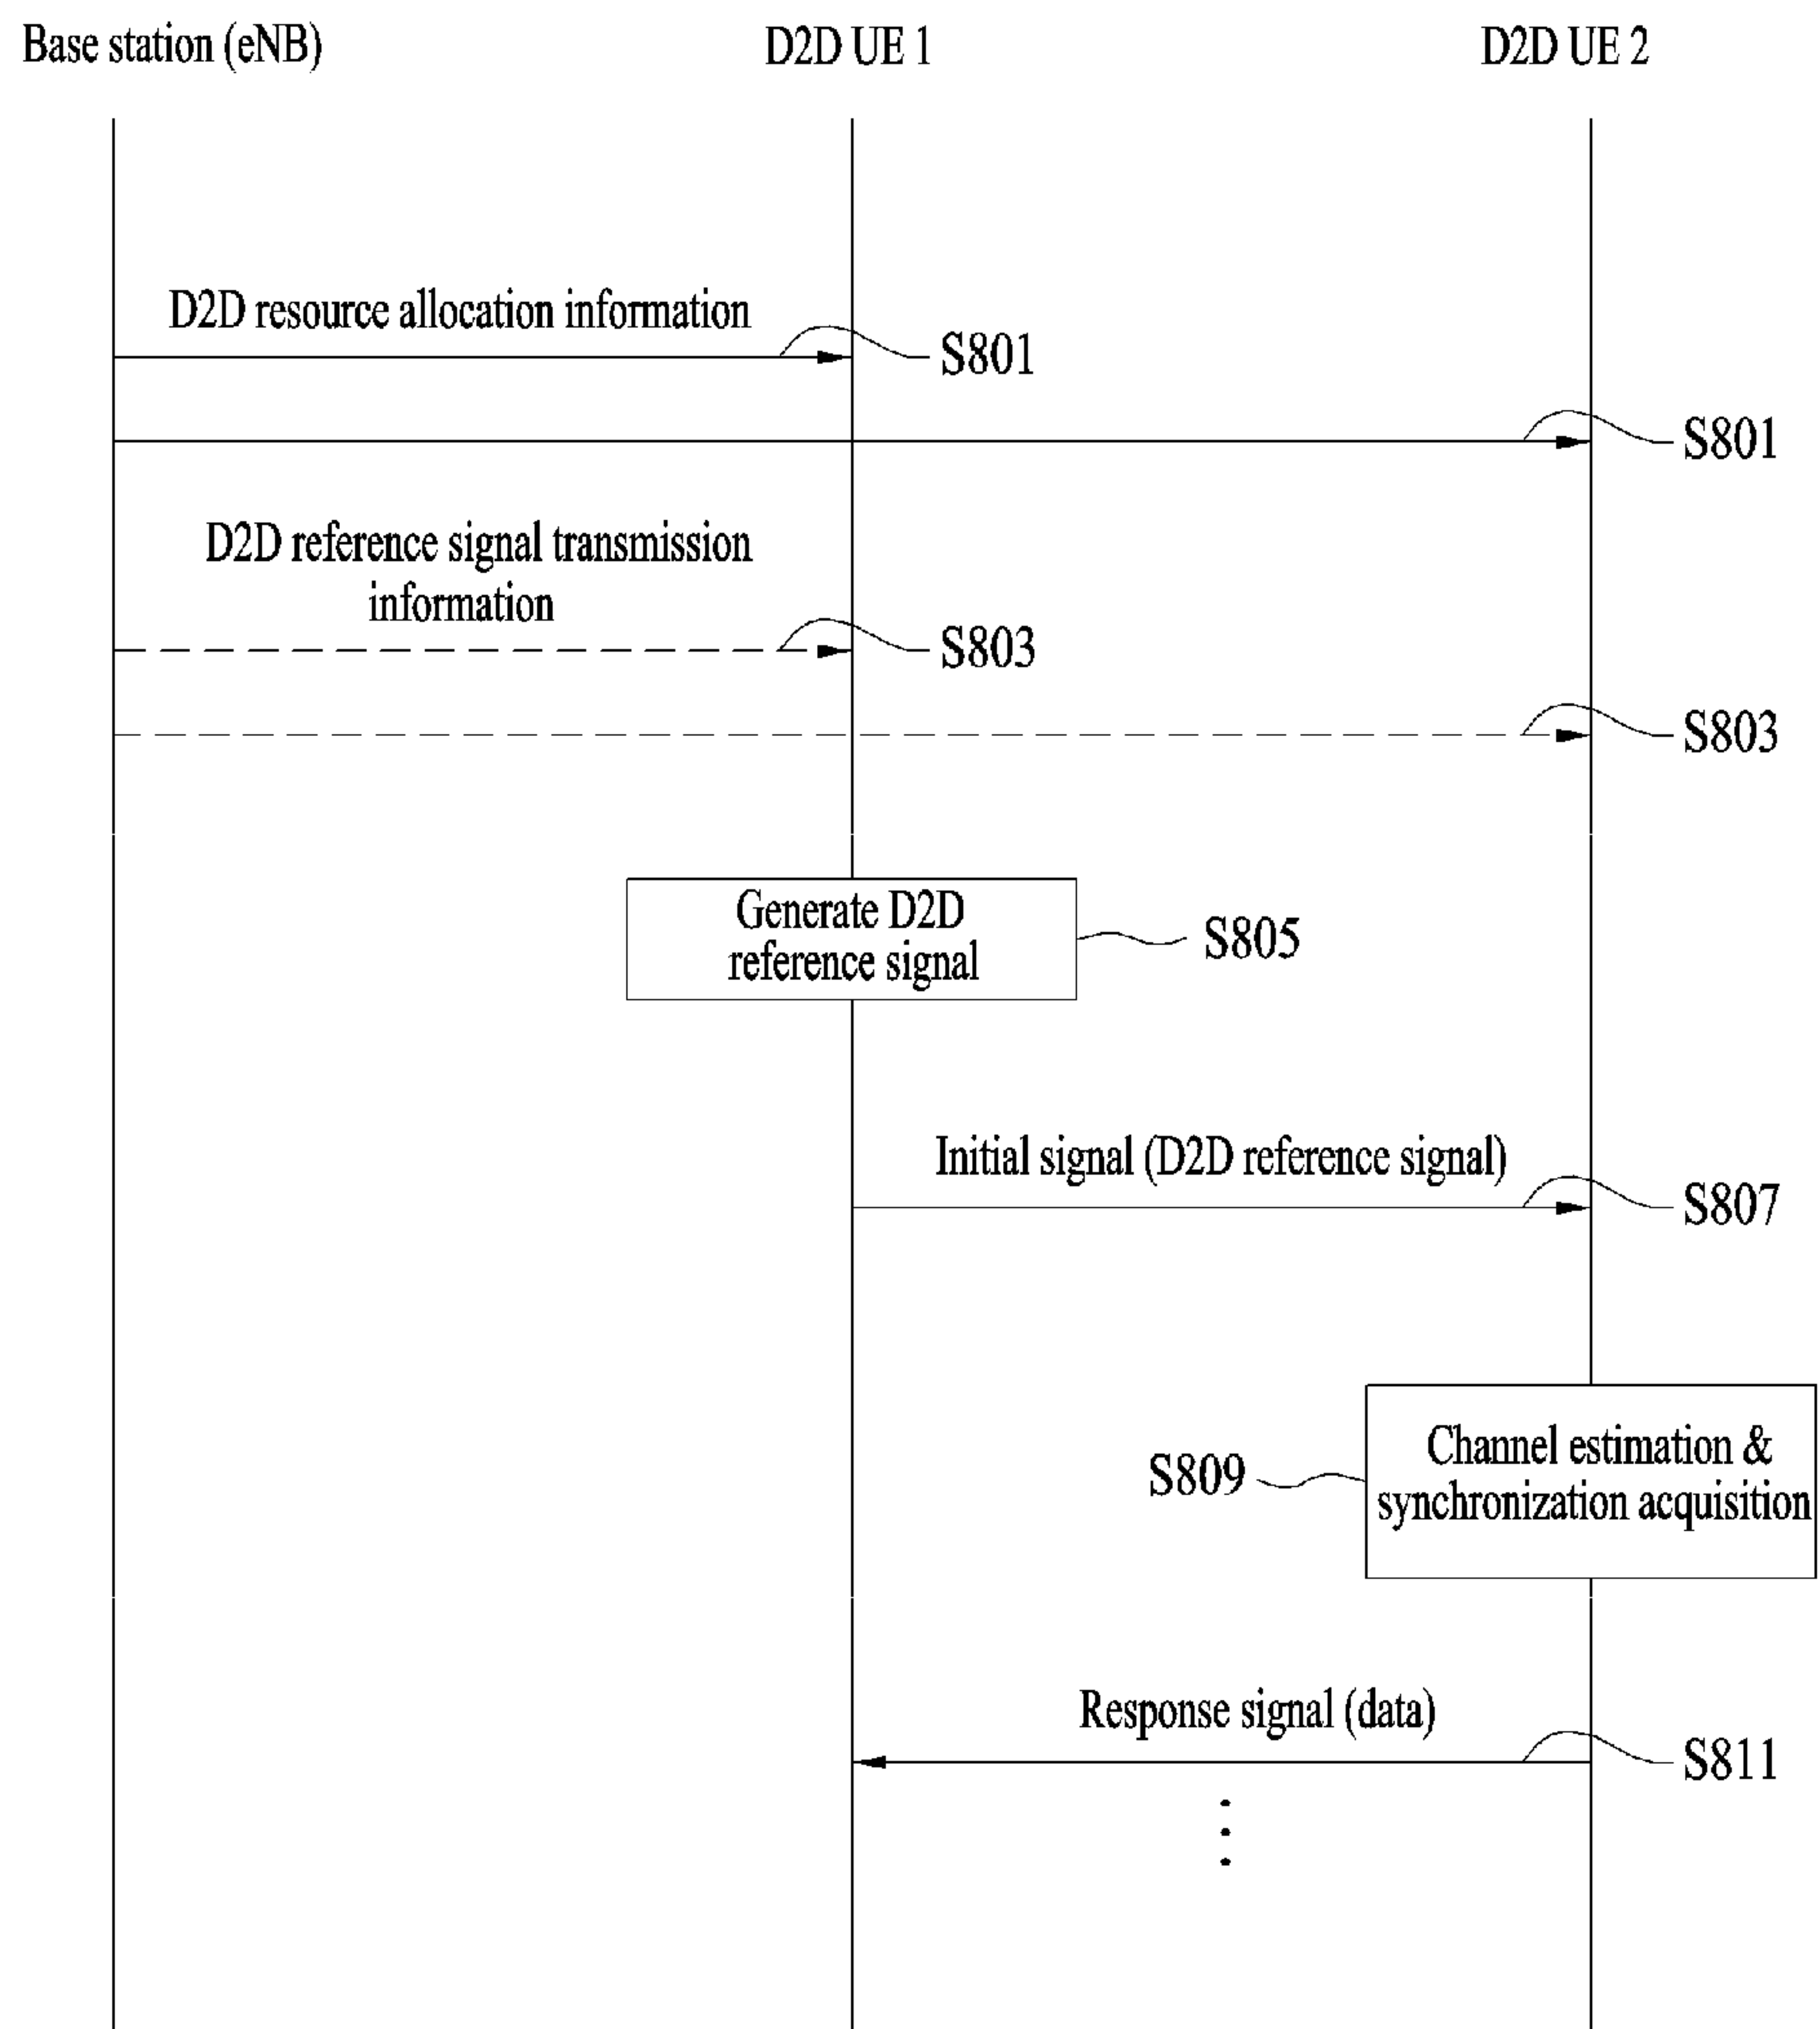 Base station (eNB)
D2D UE 1
D2D UE 2
D2D resource allocation information
S801
S801
D2D reference signal transmission
information
S803
S803
Generate D2D
reference signal
S805
Initial signal (D2D reference signal)
S807
Channel estimation &
synchronization acquisition
S809
Response signal (data)
S811